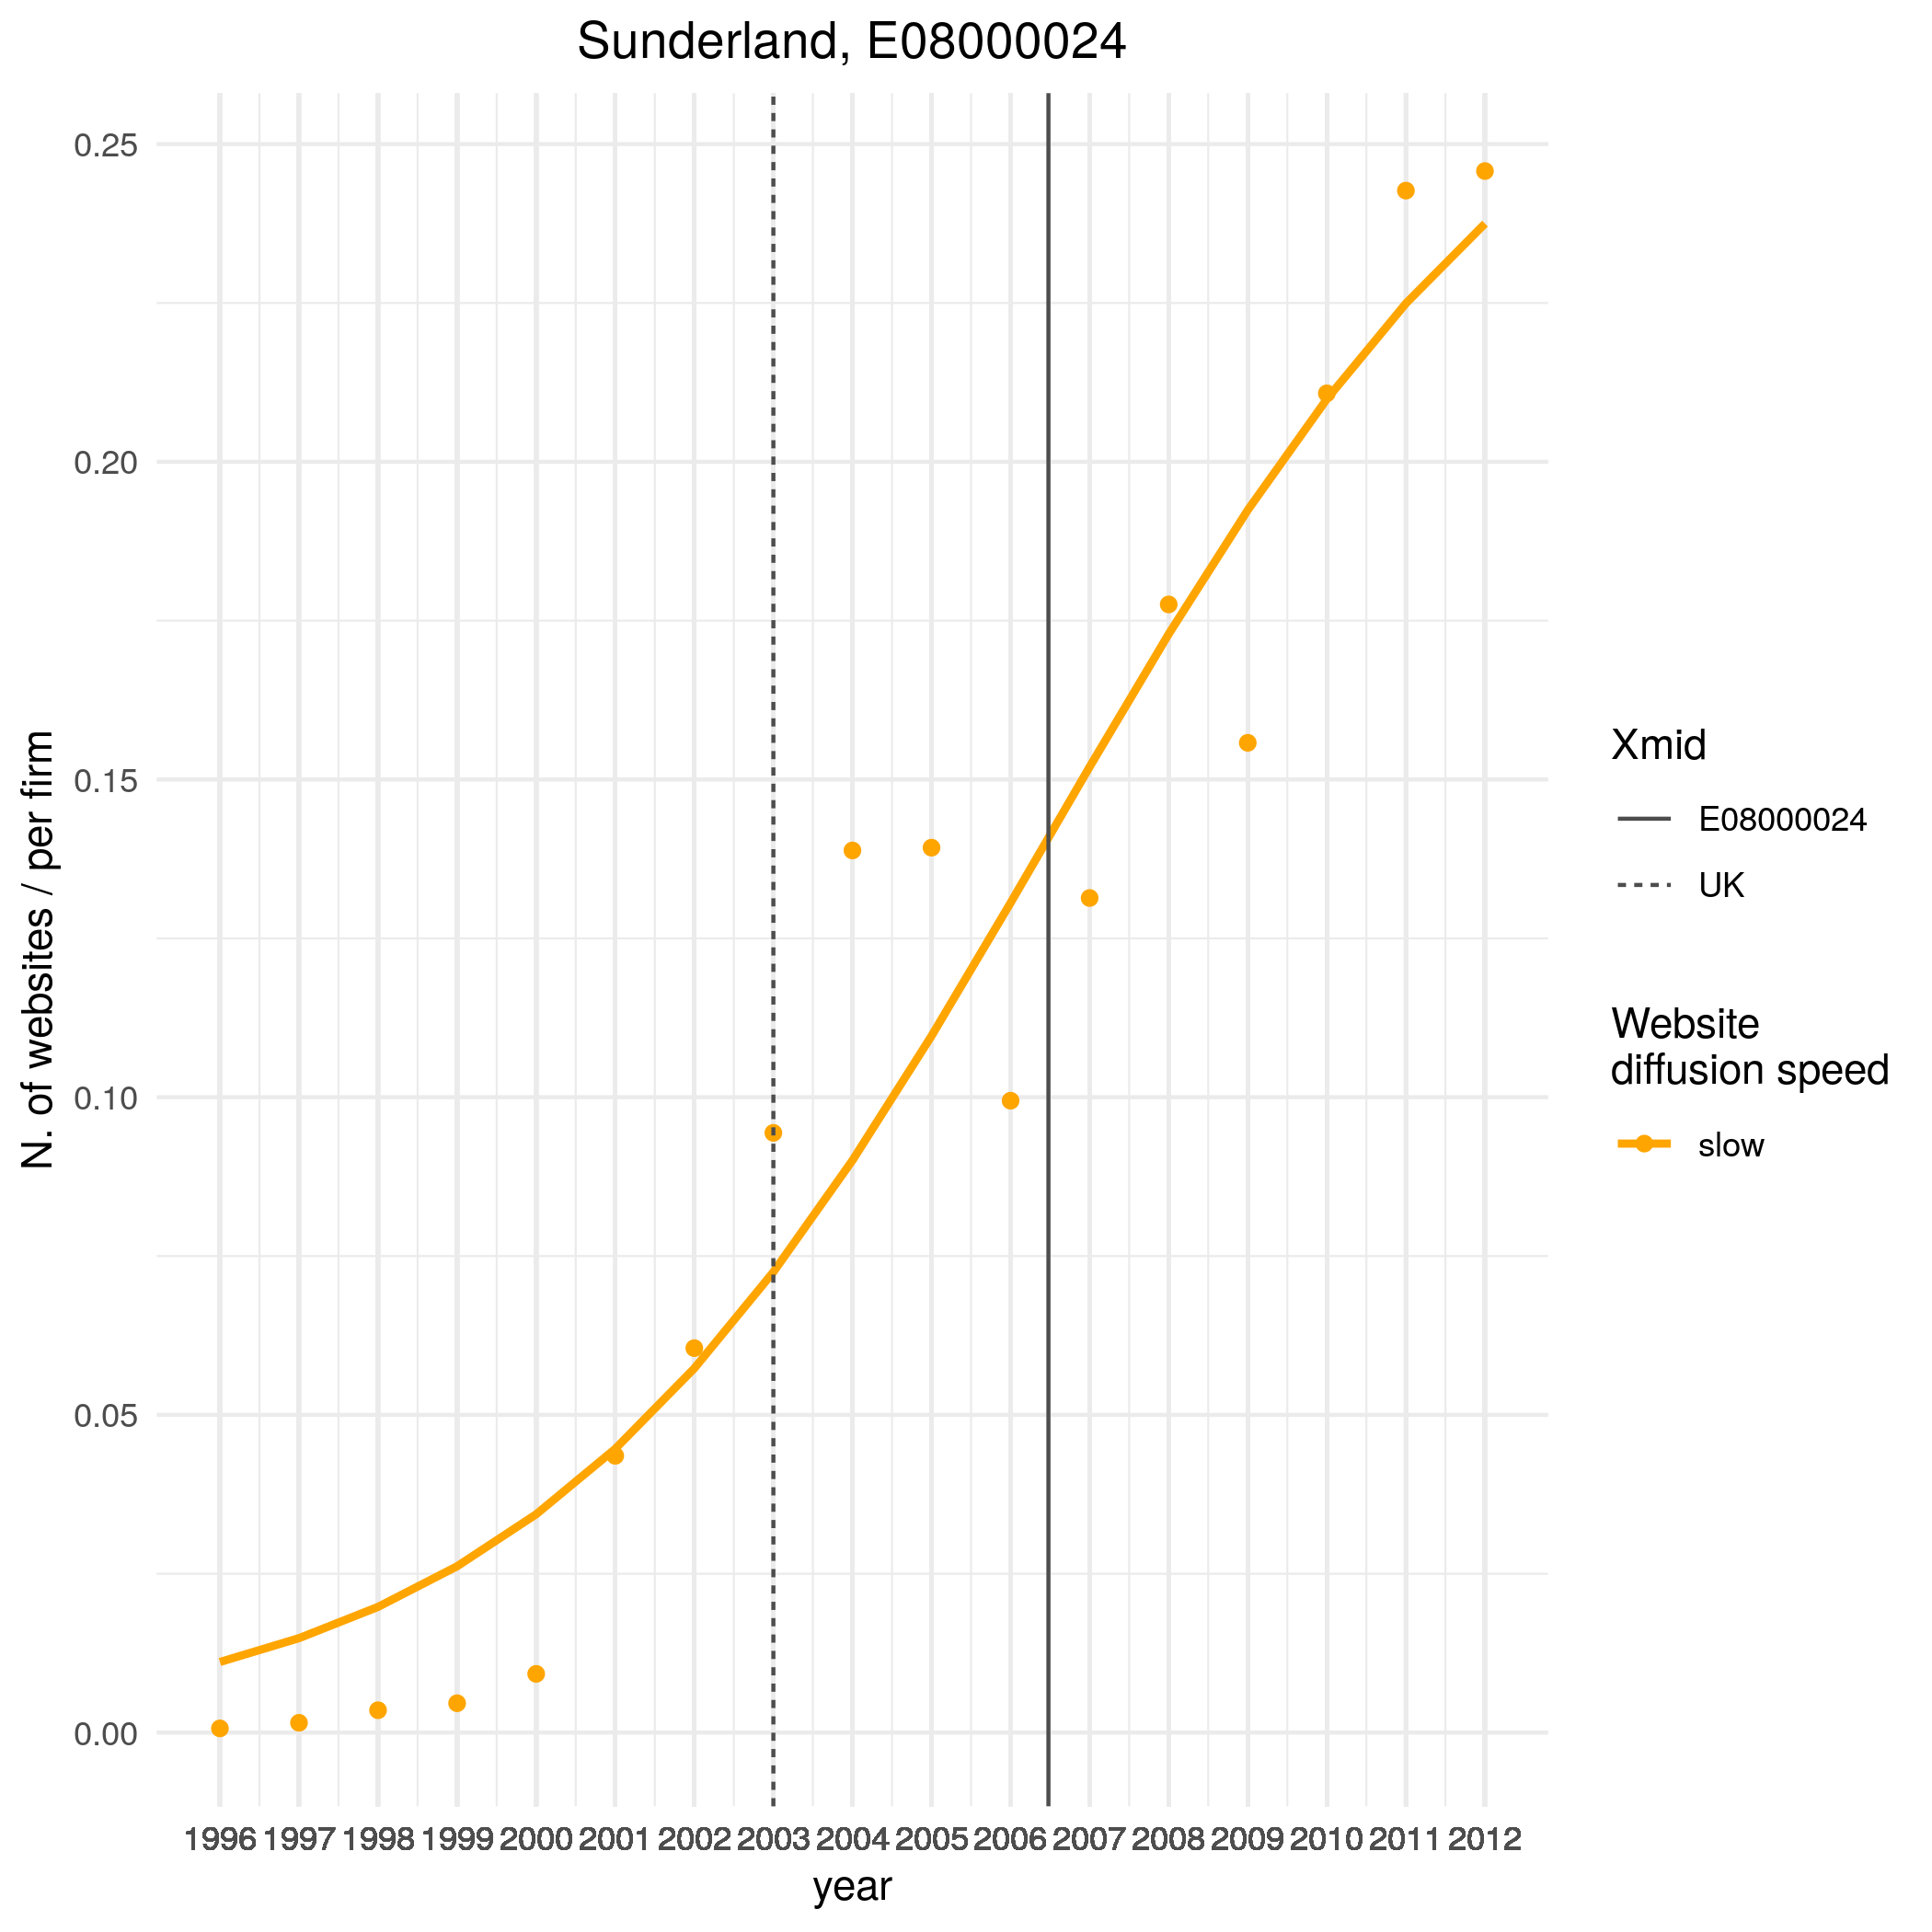 Sunderland, E08000024
N. of websites / per firm
0.25
0.20
0.15
0.10
0.05
0.00
1996 1997 1998 1999 2000 2001 2002 2003 2004 2005 2006 2007 2008 2009 2010 2011 2012
year
Xmid
E08000024
UK
Website
diffusion speed
slow